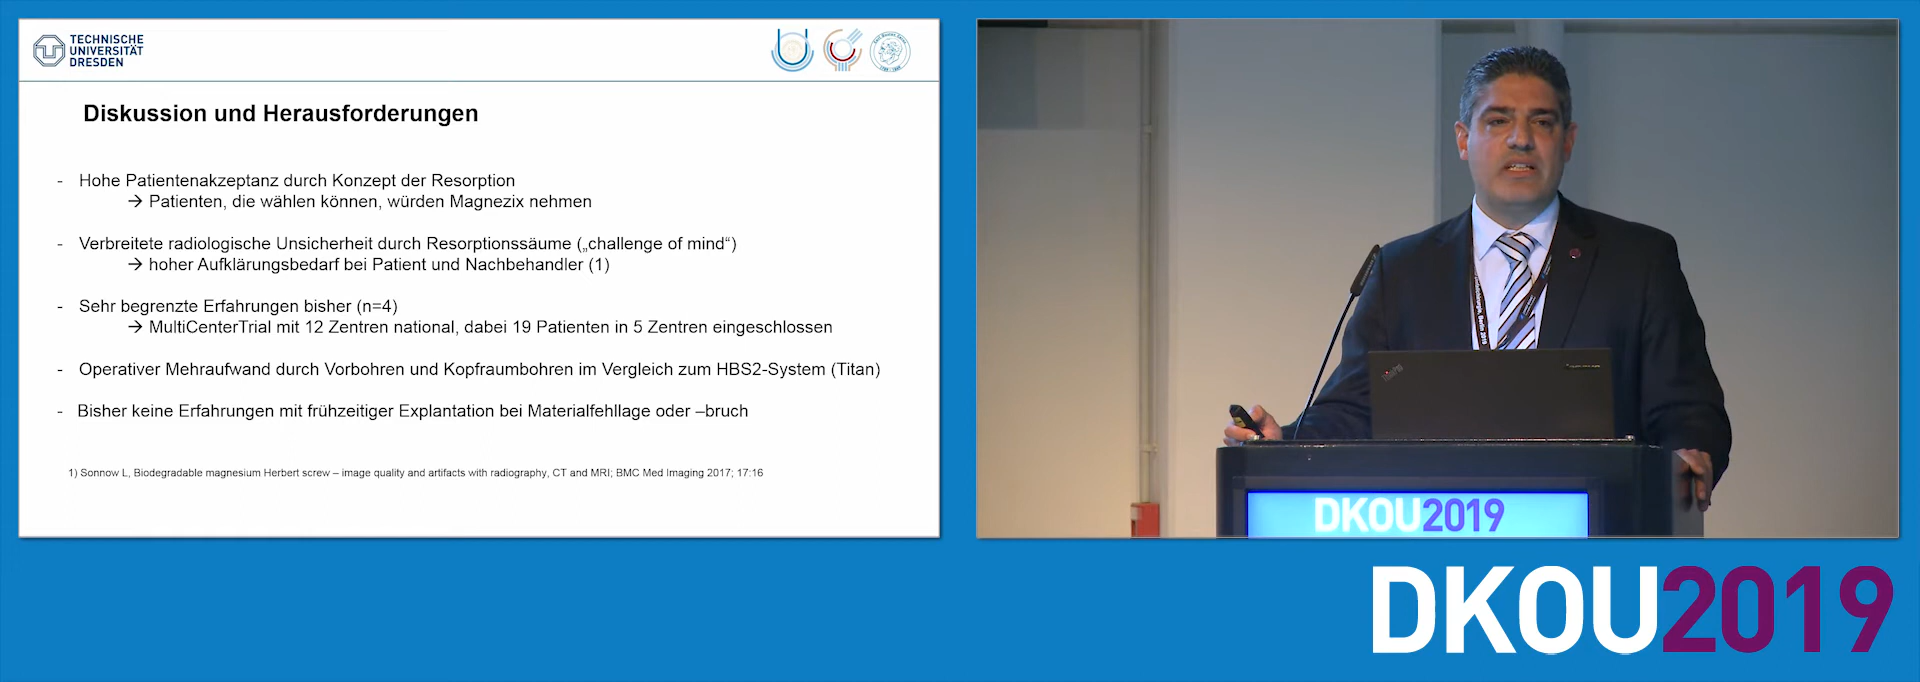 TECHNISCHE
UNIVERSITÄT
DRESDEN
Diskussion und Herausforderungen
- Hohe Patientenakzeptanz durch Konzept der Resorption
→ Patienten, die wählen können, würden Magnezix nehmen
- Verbreitete radiologische Unsicherheit durch Resorptionssäume („challenge of mind“)
→ hoher Aufklärungsbedarf bei Patient und Nachbehandler (1)
- Sehr begrenzte Erfahrungen bisher (n=4)
→ MultiCenterTrial mit 12 Zentren national, dabei 19 Patienten in 5 Zentren eingeschlossen
- Operativer Mehraufwand durch Vorbohren und Kopfraumbohren im Vergleich zum HBS2-System (Titan)
- Bisher keine Erfahrungen mit frühzeitiger Explantation bei Materialfehllage oder –bruch
1) Sonnow L, Biodegradable magnesium Herbert screw – image quality and artifacts with radiography, CT and MRI; BMC Med Imaging 2017; 17:16
DKOU2019
DKOU2019